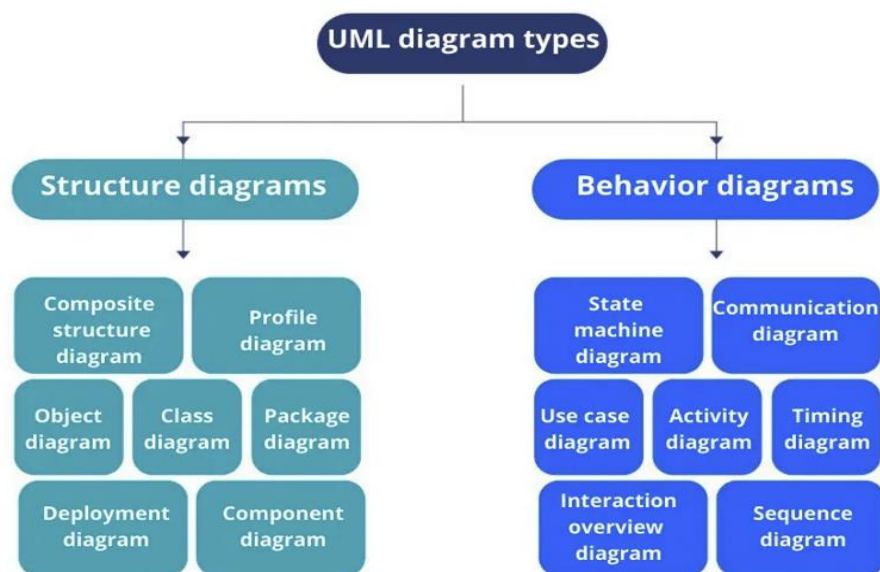 UML diagram types
Structure diagrams
Behavior diagrams
Composite
structure
diagram
Profile
diagram
Object
diagram
Class
diagram
Package
diagram
Deployment
diagram
Component
diagram
State
machine
diagram
Communication
diagram
Use case
diagram
Activity
diagram
Timing
diagram
Interaction
overview
diagram
Sequence
diagram